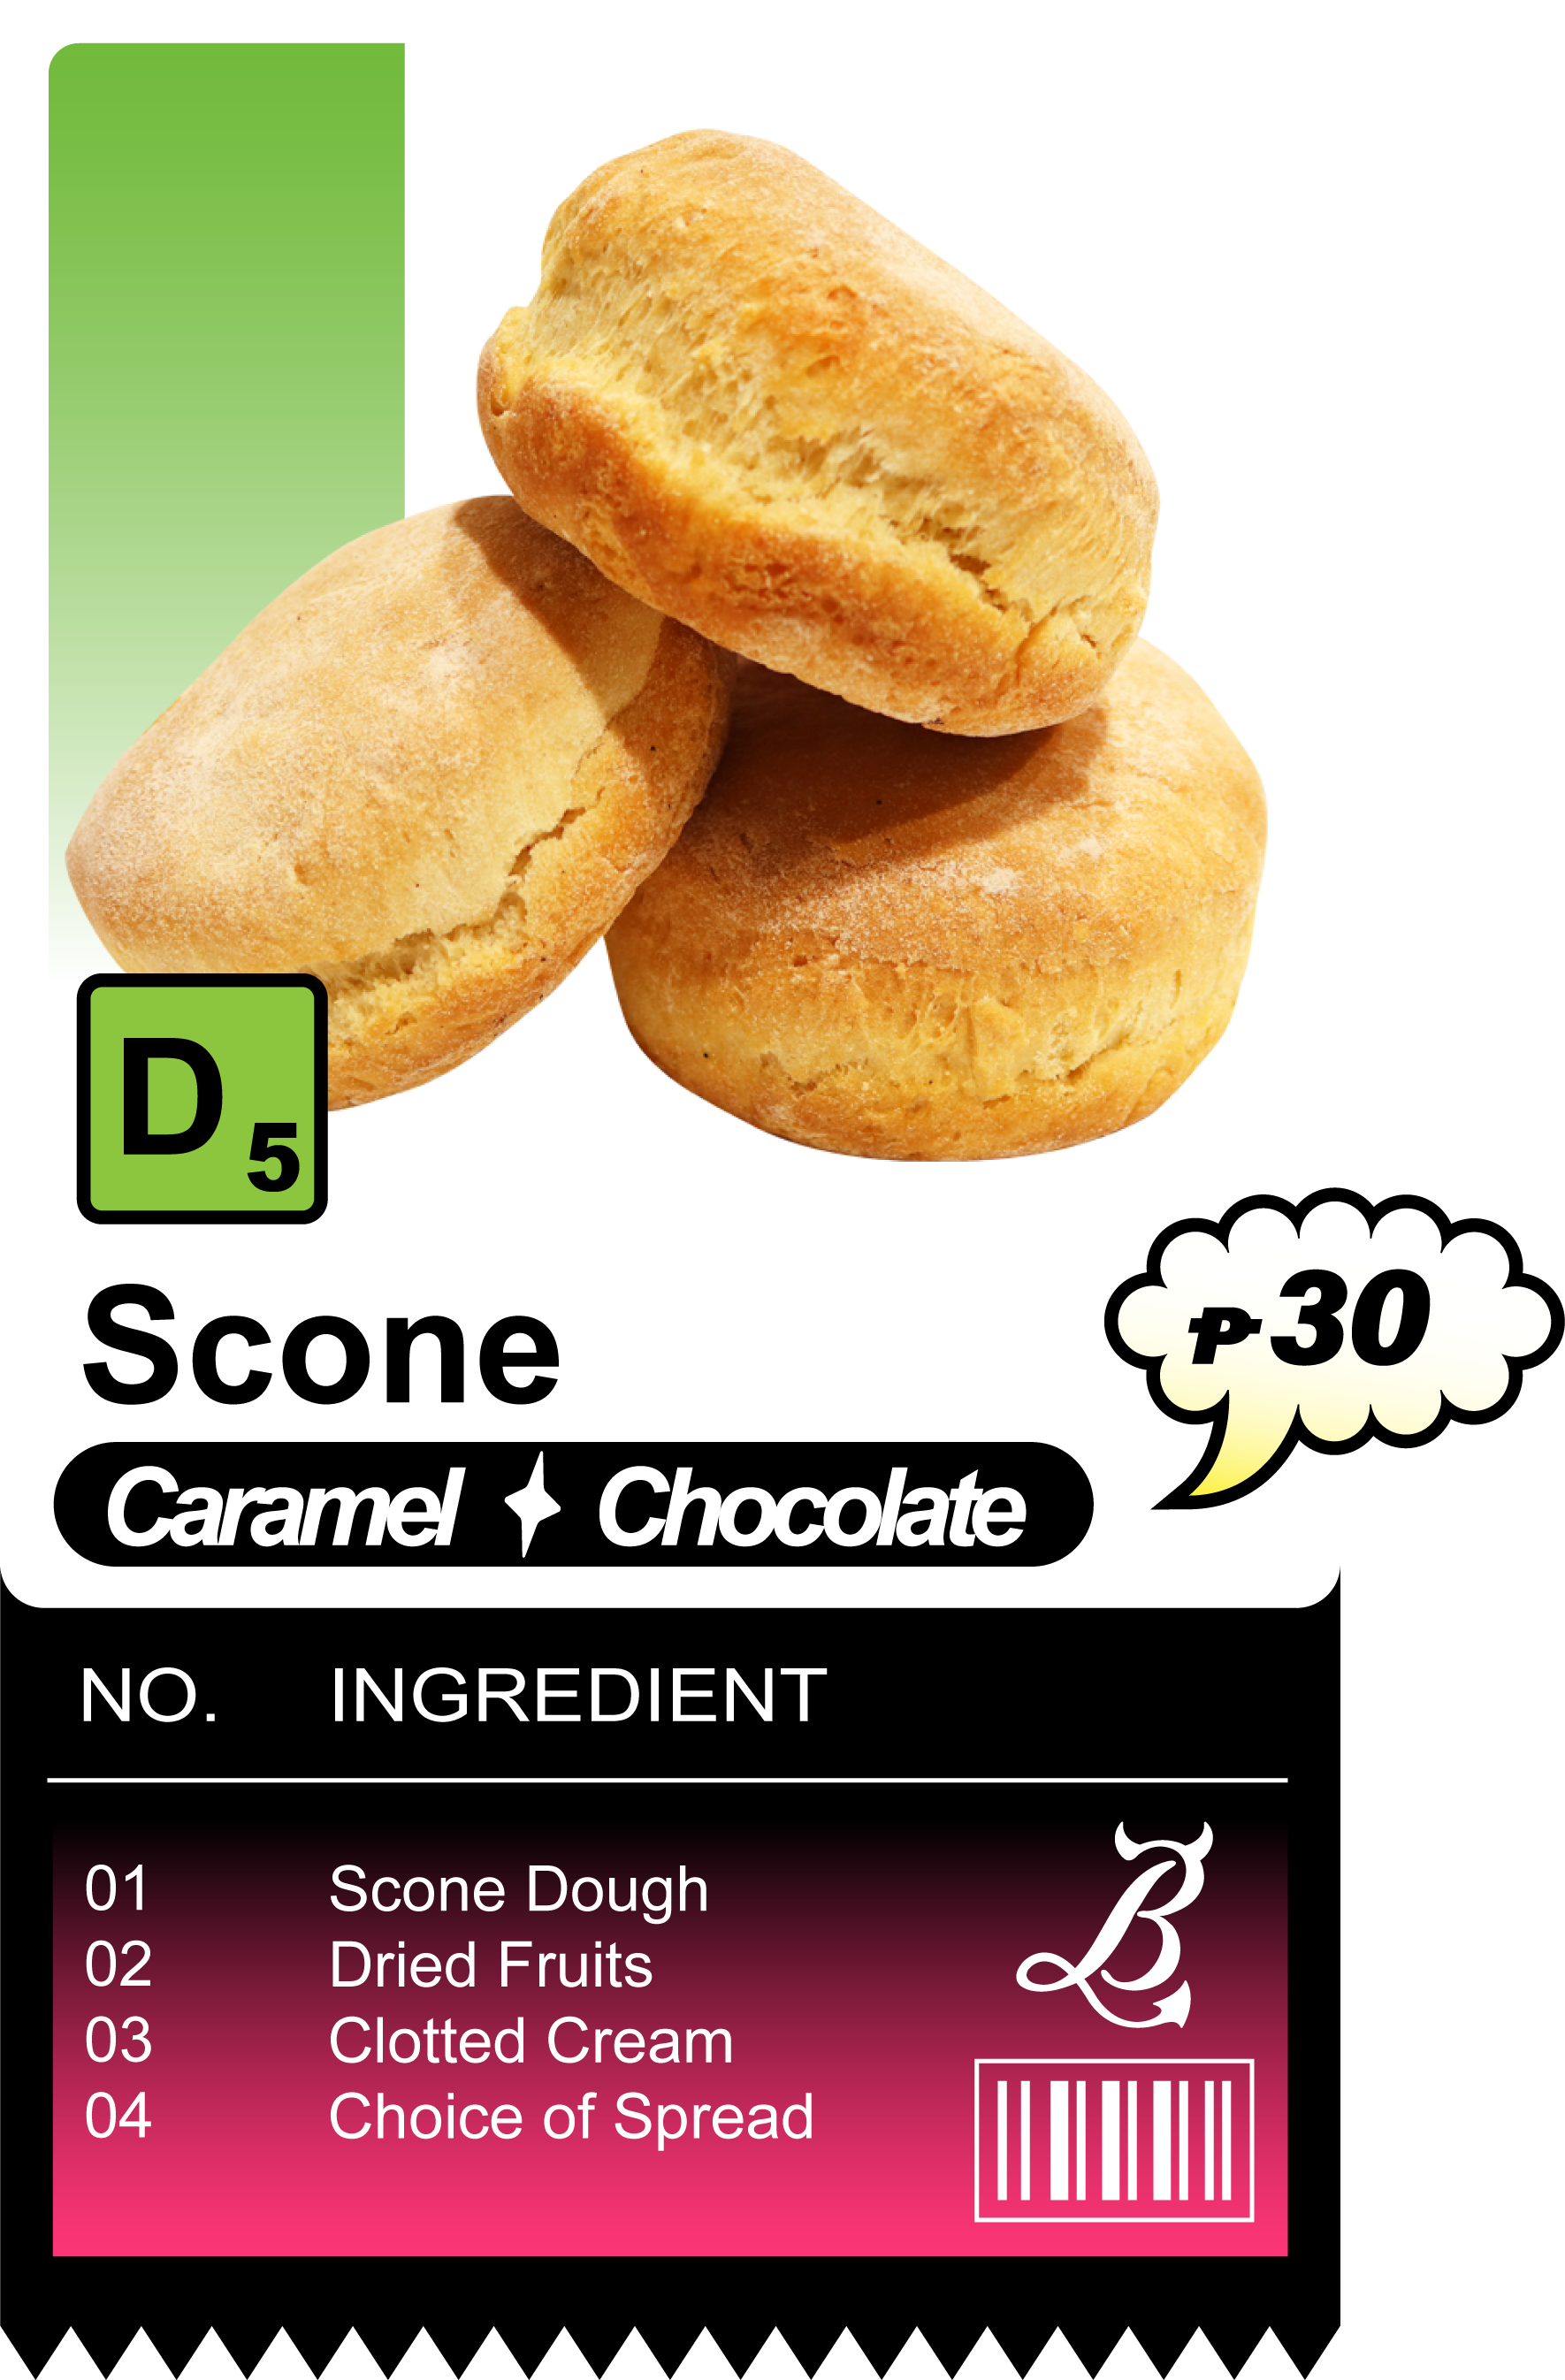 D 5
Scone
₱30
Caramel Chocolate
NO. INGREDIENT
01 Scone Dough
02 Dried Fruits
03 Clotted Cream
04 Choice of Spread
B